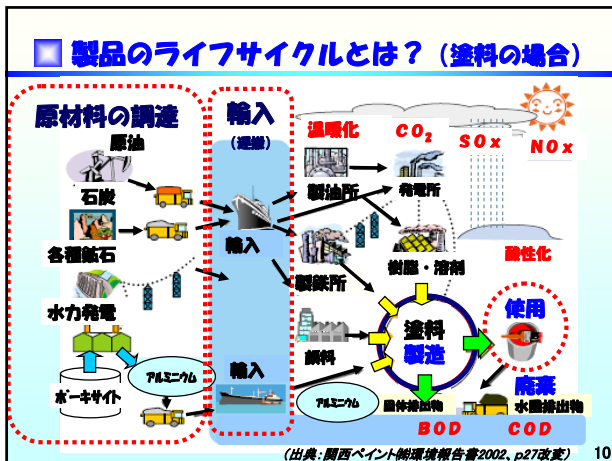 製品のライフサイクルとは？（塗料の場合）
原材料の調達
輸入
（運搬）
温暖化
CO2
SOx
NOx
原油
石炭
製油所
発電所
各種鉱石
輸入
製鉄所
樹脂・溶剤
酸性化
水力発電
塗料
製造
使用
顔料
ボーキサイト
アルミニウム
輸入
アルミニウム
固体排出物
廃棄
水圏排出物
BOD
COD
（出典：関西ペイント㈱環境報告書2002、p27改変）
10